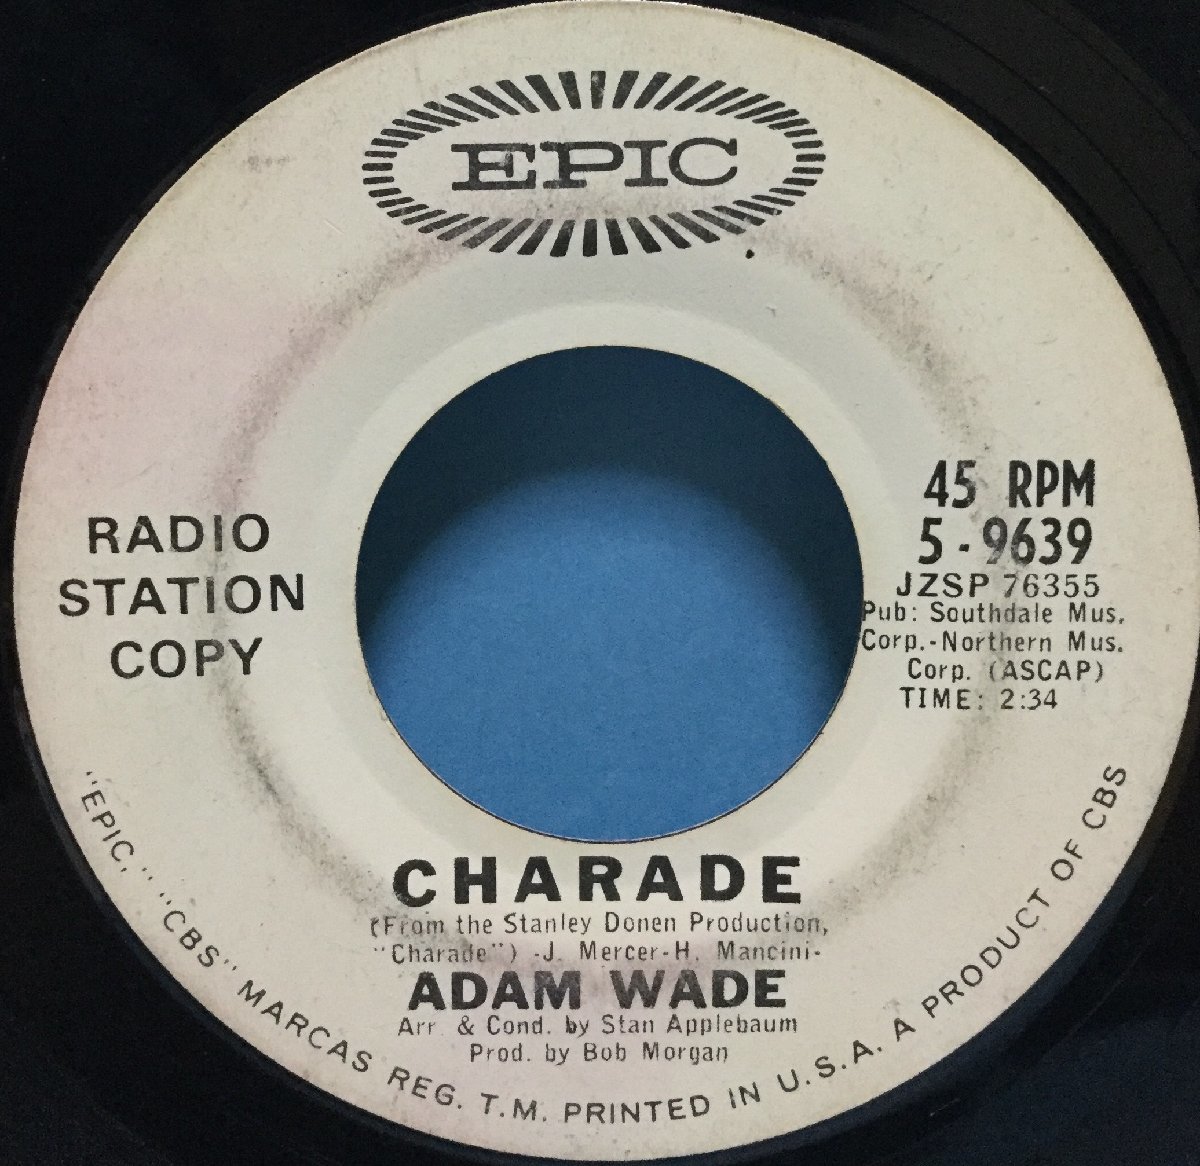 EPIC
RADIO
STATION
COPY
45 RPM
5-9639
JZSP 76355
Pub: Southdale Mus.
Corp.-Northern Mus.
Corp. (ASCAP)
TIME: 2:34
CHARADE
(From the Stanley Donen Production,
"Charade") -J. Mercer-H. Mancini-
ADAM WADE
Arr. & Cond. by Stan Applebaum
Prod. by Bob Morgan
"EPIC," "CBS" MARCAS REG. T.M. PRINTED IN U.S.A. A PRODUCT OF CBS